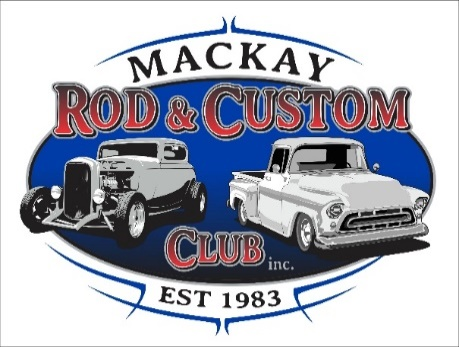 MACKAY
ROD & CUSTOM
CLUB inc.
EST 1983